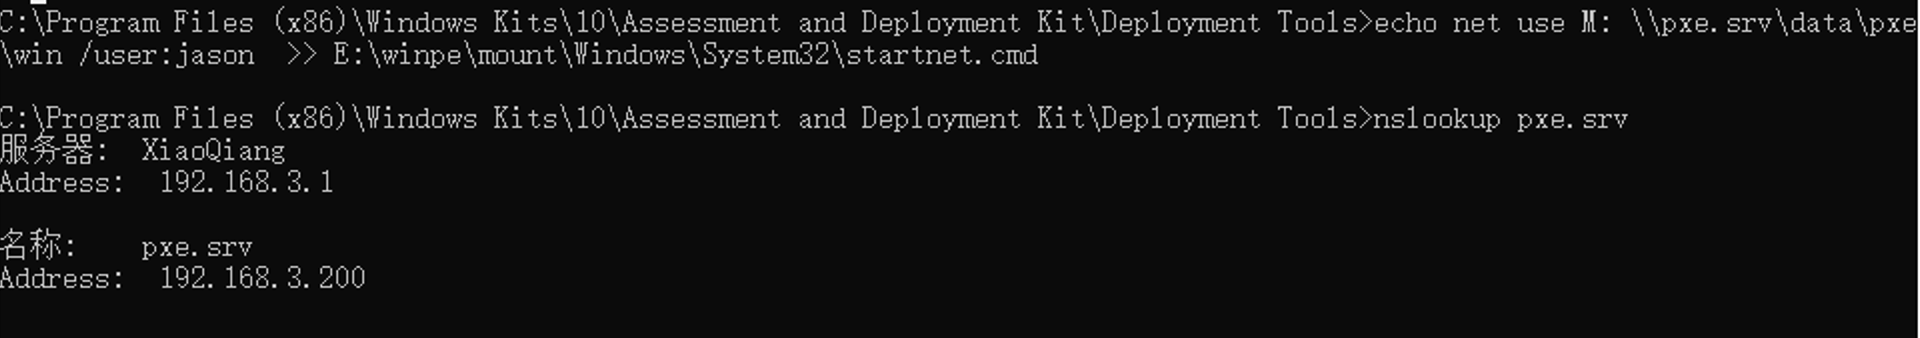 C:\Program Files (x86)\Windows Kits\10\Assessment and Deployment Kit\Deployment Tools>echo net use M: \\pxe.srv\data\pxe
\win /user:jason  >> E:\winpe\mount\Windows\System32\startnet.cmd
C:\Program Files (x86)\Windows Kits\10\Assessment and Deployment Kit\Deployment Tools>nslookup pxe.srv
服务器:  XiaoQiang
Address:  192.168.3.1
名称:    pxe.srv
Address:  192.168.3.200